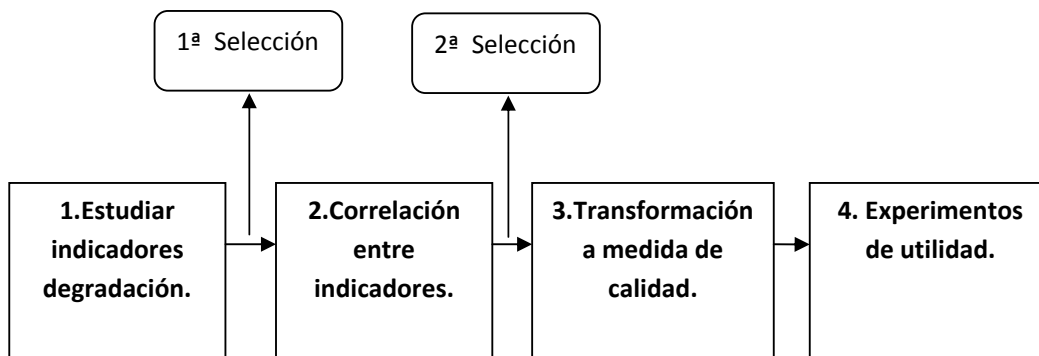 1ª Selección
2ª Selección
1.Estudiar
indicadores
degradación.
2.Correlación
entre
indicadores.
3.Transformación
a medida de
calidad.
4. Experimentos
de utilidad.